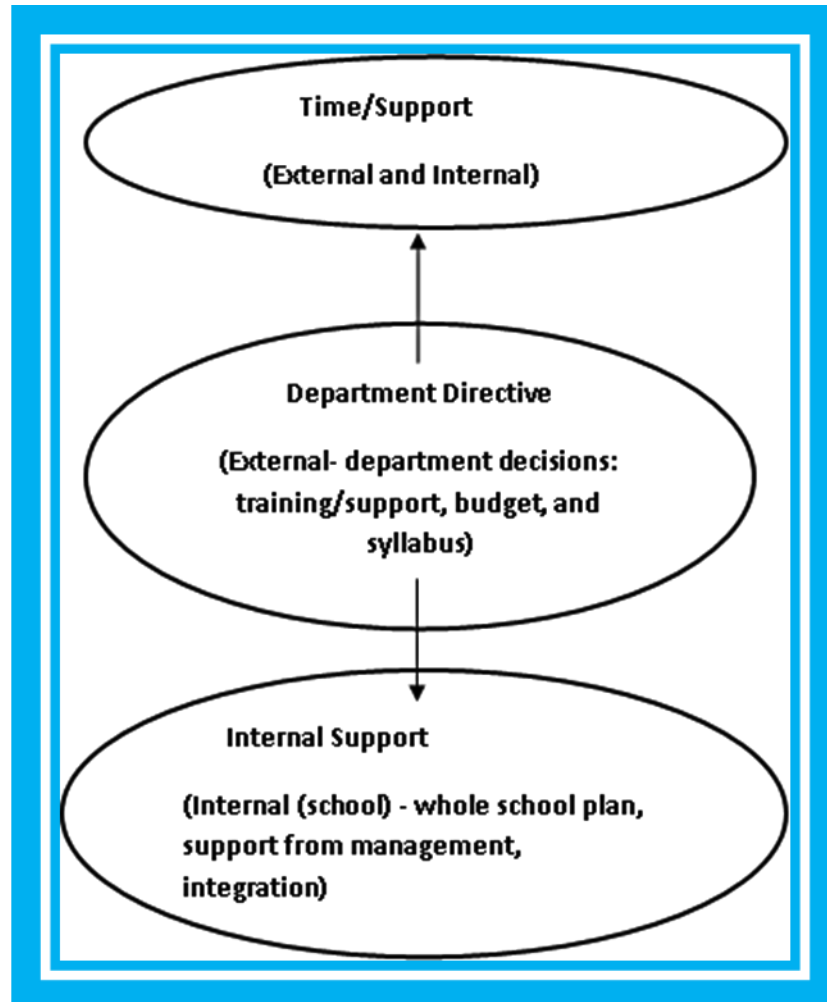 Time/Support
(External and Internal)
Department Directive
(External- department decisions:
training/support, budget, and
syllabus)
Internal Support
(Internal (school) - whole school plan,
support from management,
integration)